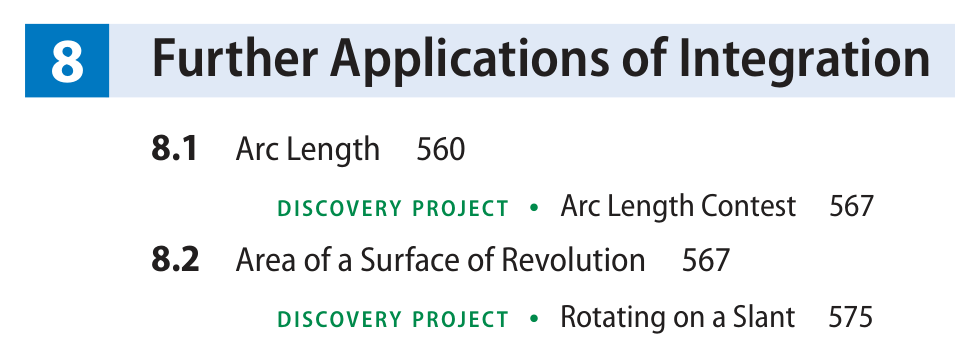 8 Further Applications of Integration
8.1 Arc Length 560
DISCOVERY PROJECT • Arc Length Contest 567
8.2 Area of a Surface of Revolution 567
DISCOVERY PROJECT • Rotating on a Slant 575